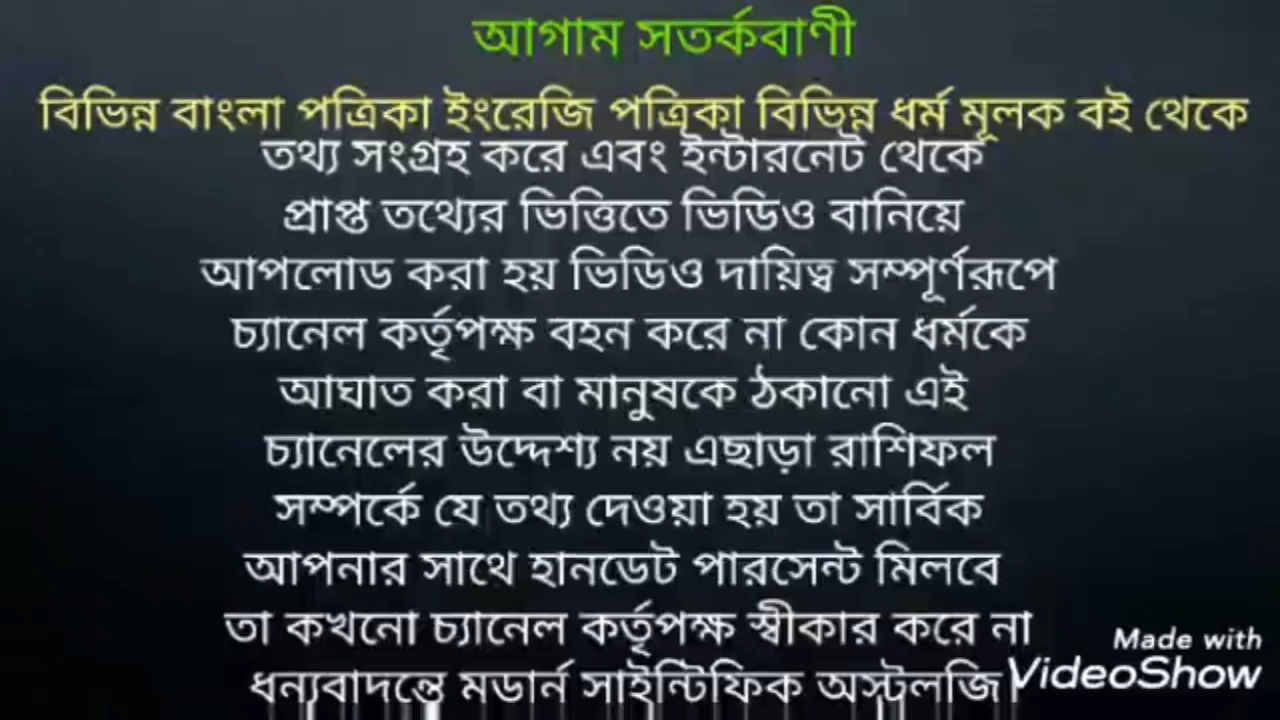 আগাম সতর্কবাণী
বিভিন্ন বাংলা পত্রিকা ইংরেজি পত্রিকা বিভিন্ন ধর্ম মূলক বই থেকে
তথ্য সংগ্রহ করে এবং ইন্টারনেট থেকে
প্রাপ্ত তথ্যের ভিত্তিতে ভিডিও বানিয়ে
আপলোড করা হয় ভিডিও দায়িত্ব সম্পূর্ণরূপে
চ্যানেল কর্তৃপক্ষ বহন করে না কোন ধর্মকে
আঘাত করা বা মানুষকে ঠকানো এই
চ্যানেলের উদ্দেশ্য নয় এছাড়া রাশিফল
সম্পর্কে যে তথ্য দেওয়া হয় তা সার্বিক
আপনার সাথে হানডেট পারসেন্ট মিলবে
তা কখনো চ্যানেল কর্তৃপক্ষ স্বীকার করে না
ধন্যবাদন্তে মডার্ন সাইন্টিফিক অস্ট্রলজি।
Made with
VideoShow